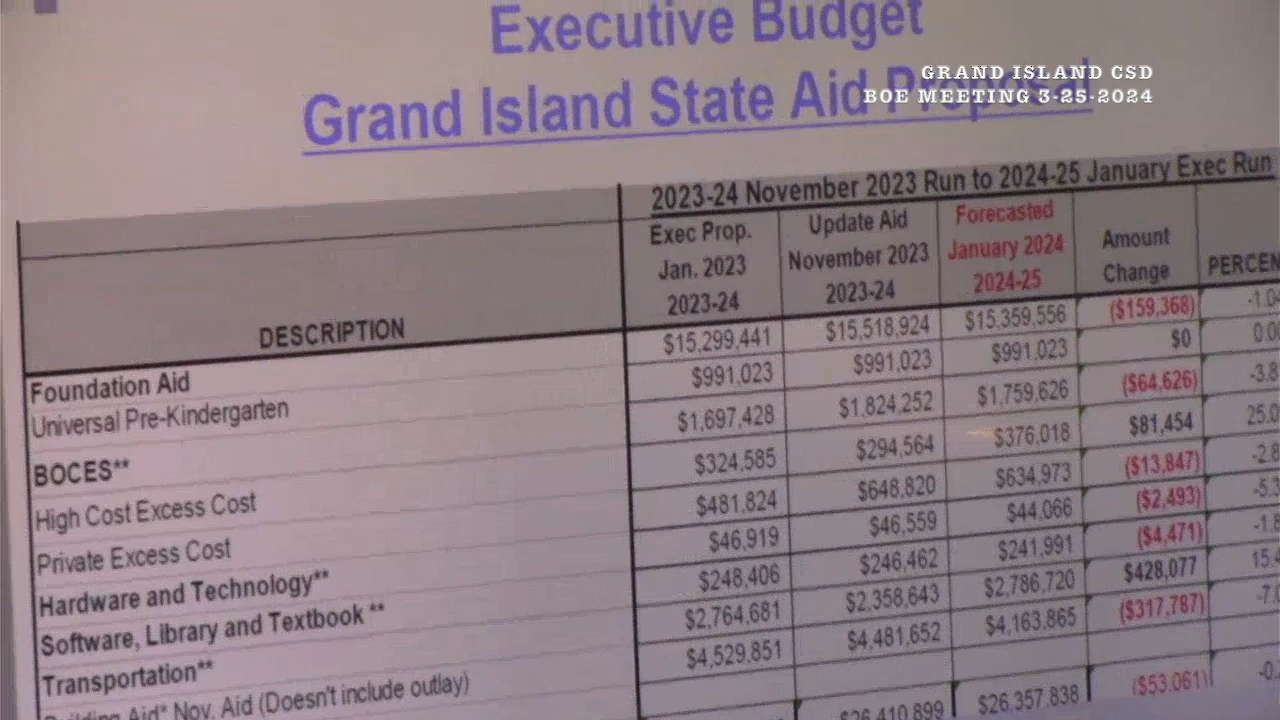 Executive Budget
Grand Island State Aid Proposal
GRAND ISLAND CSD
BOE MEETING 3-25-2024
2023-24 November 2023 Run to 2024-25 January Exec Run
DESCRIPTION Exec Prop. Jan. 2023 2023-24 Update Aid November 2023 2023-24 Forecasted January 2024 2024-25 Amount Change
Foundation Aid $15,299,441 $15,518,924 $15,359,556 ($159,368)
Universal Pre-Kindergarten $991,023 $991,023 $991,023 $0
BOCES** $1,697,428 $1,824,252 $1,759,626 ($64,626)
High Cost Excess Cost $324,585 $294,564 $376,018 $81,454
Private Excess Cost $481,824 $648,820 $634,973 ($13,847)
Hardware and Technology** $46,919 $46,559 $44,066 ($2,493)
Software, Library and Textbook ** $248,406 $246,462 $241,991 ($4,471)
Transportation** $2,764,681 $2,358,643 $2,786,720 $428,077
Building Aid* Nov. Aid (Doesn't include outlay) $4,529,851 $4,481,652 $4,163,865 ($317,787)
$26,410,899 $26,357,838 ($53,061)